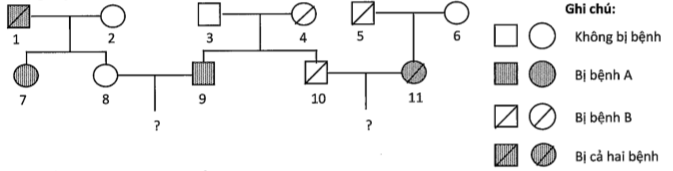 Ghi chú:
1 2 3 4 5 6
Không bị bệnh
Bị bệnh A
7 8 9 10 11
? ?
Bị bệnh B
Bị cả hai bệnh